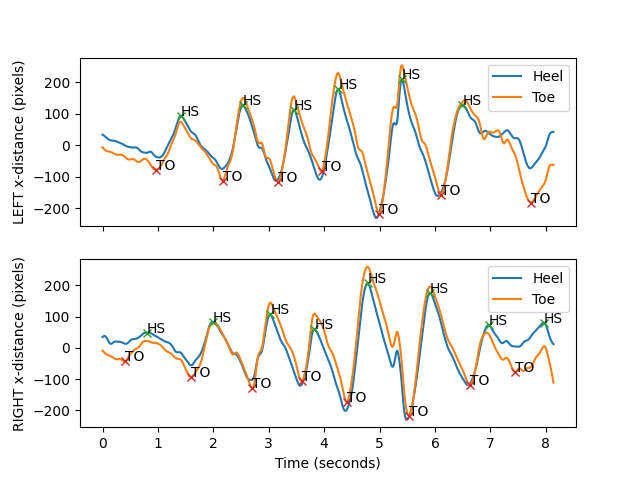 LEFT x-distance (pixels)
200
100
0
−100
−200
Heel
Toe
HS
HS
HS
HS
HS
HS
TO
TO
TO
TO
TO
TO
TO
RIGHT x-distance (pixels)
200
100
0
−100
−200
Heel
Toe
HS
HS
HS
HS
HS
HS
HS
HS
TO
TO
TO
TO
TO
TO
TO
TO
0 1 2 3 4 5 6 7 8
Time (seconds)